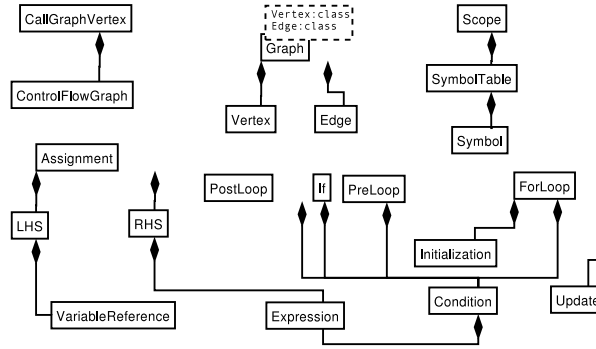 CallGraphVertex
Vertex:class
Edge:class
Graph
Scope
ControlFlowGraph
SymbolTable
Vertex
Edge
Symbol
Assignment
PostLoop
If
PreLoop
ForLoop
LHS
RHS
Initialization
VariableReference
Expression
Condition
Update